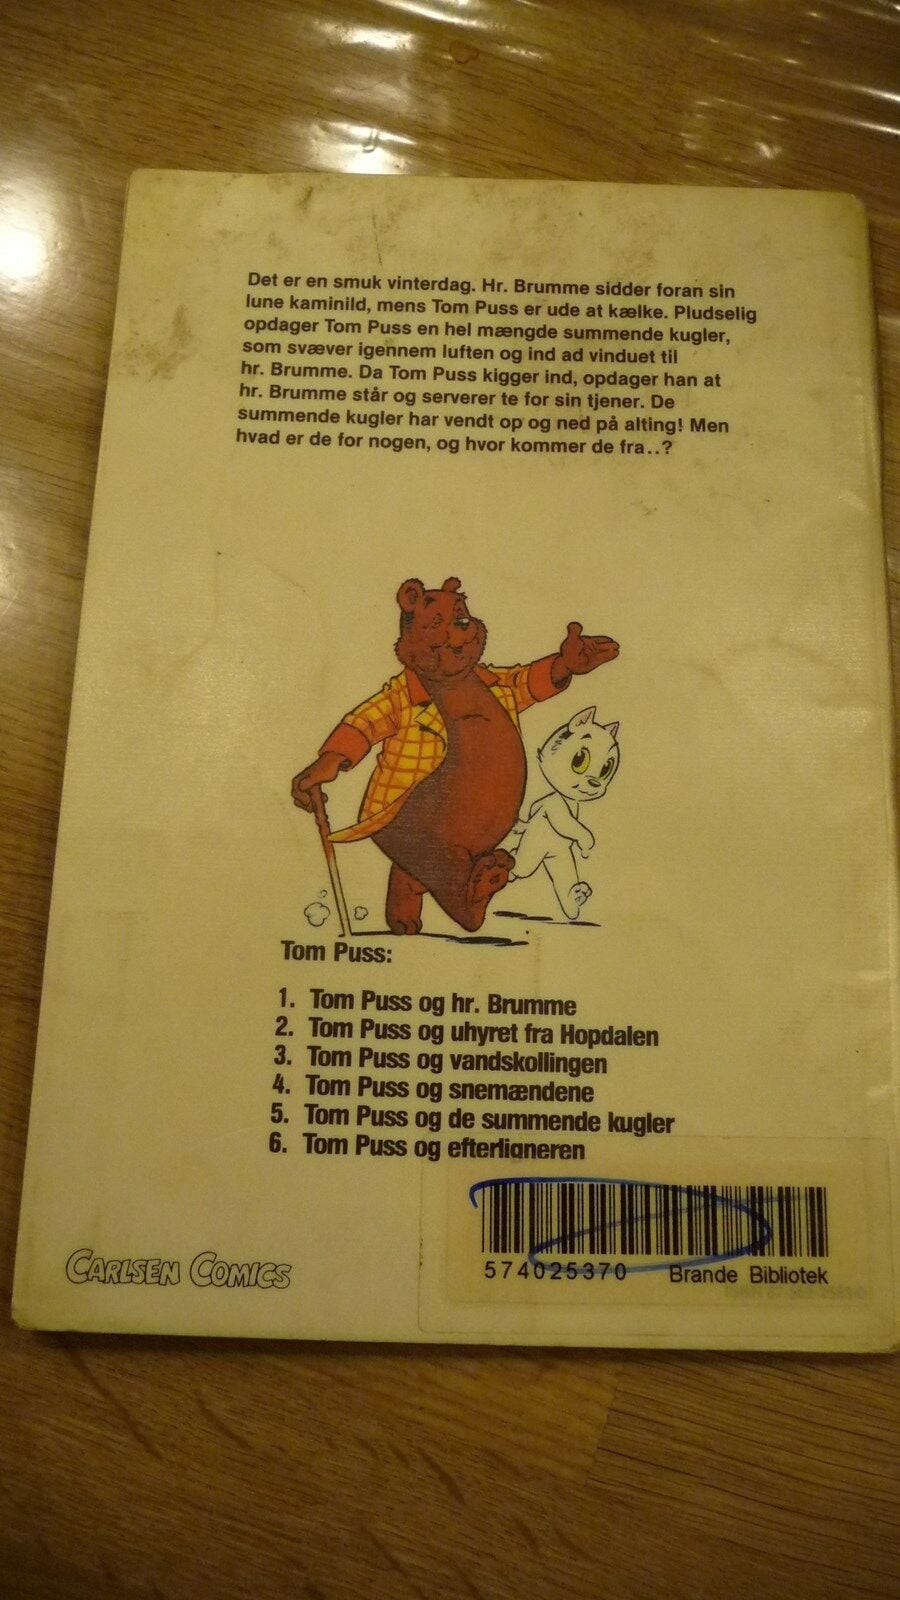 Det er en smuk vinterdag. Hr. Brumme sidder foran sin
lune kaminild, mens Tom Puss er ude at kælke. Pludselig
opdager Tom Puss en hel mængde summende kugler,
som svæver igennem luften og ind ad vinduet til
hr. Brumme. Da Tom Puss kigger ind, opdager han at
hr. Brumme står og serverer te for sin tjener. De
summende kugler har vendt op og ned på alting! Men
hvad er de for nogen, og hvor kommer de fra..?
Tom Puss:
1. Tom Puss og hr. Brumme
2. Tom Puss og uhyret fra Hopdalen
3. Tom Puss og vandskollingen
4. Tom Puss og snemændene
5. Tom Puss og de summende kugler
6. Tom Puss og efterligneren
CARLSEN COMICS
574025370 Brande Bibliotek